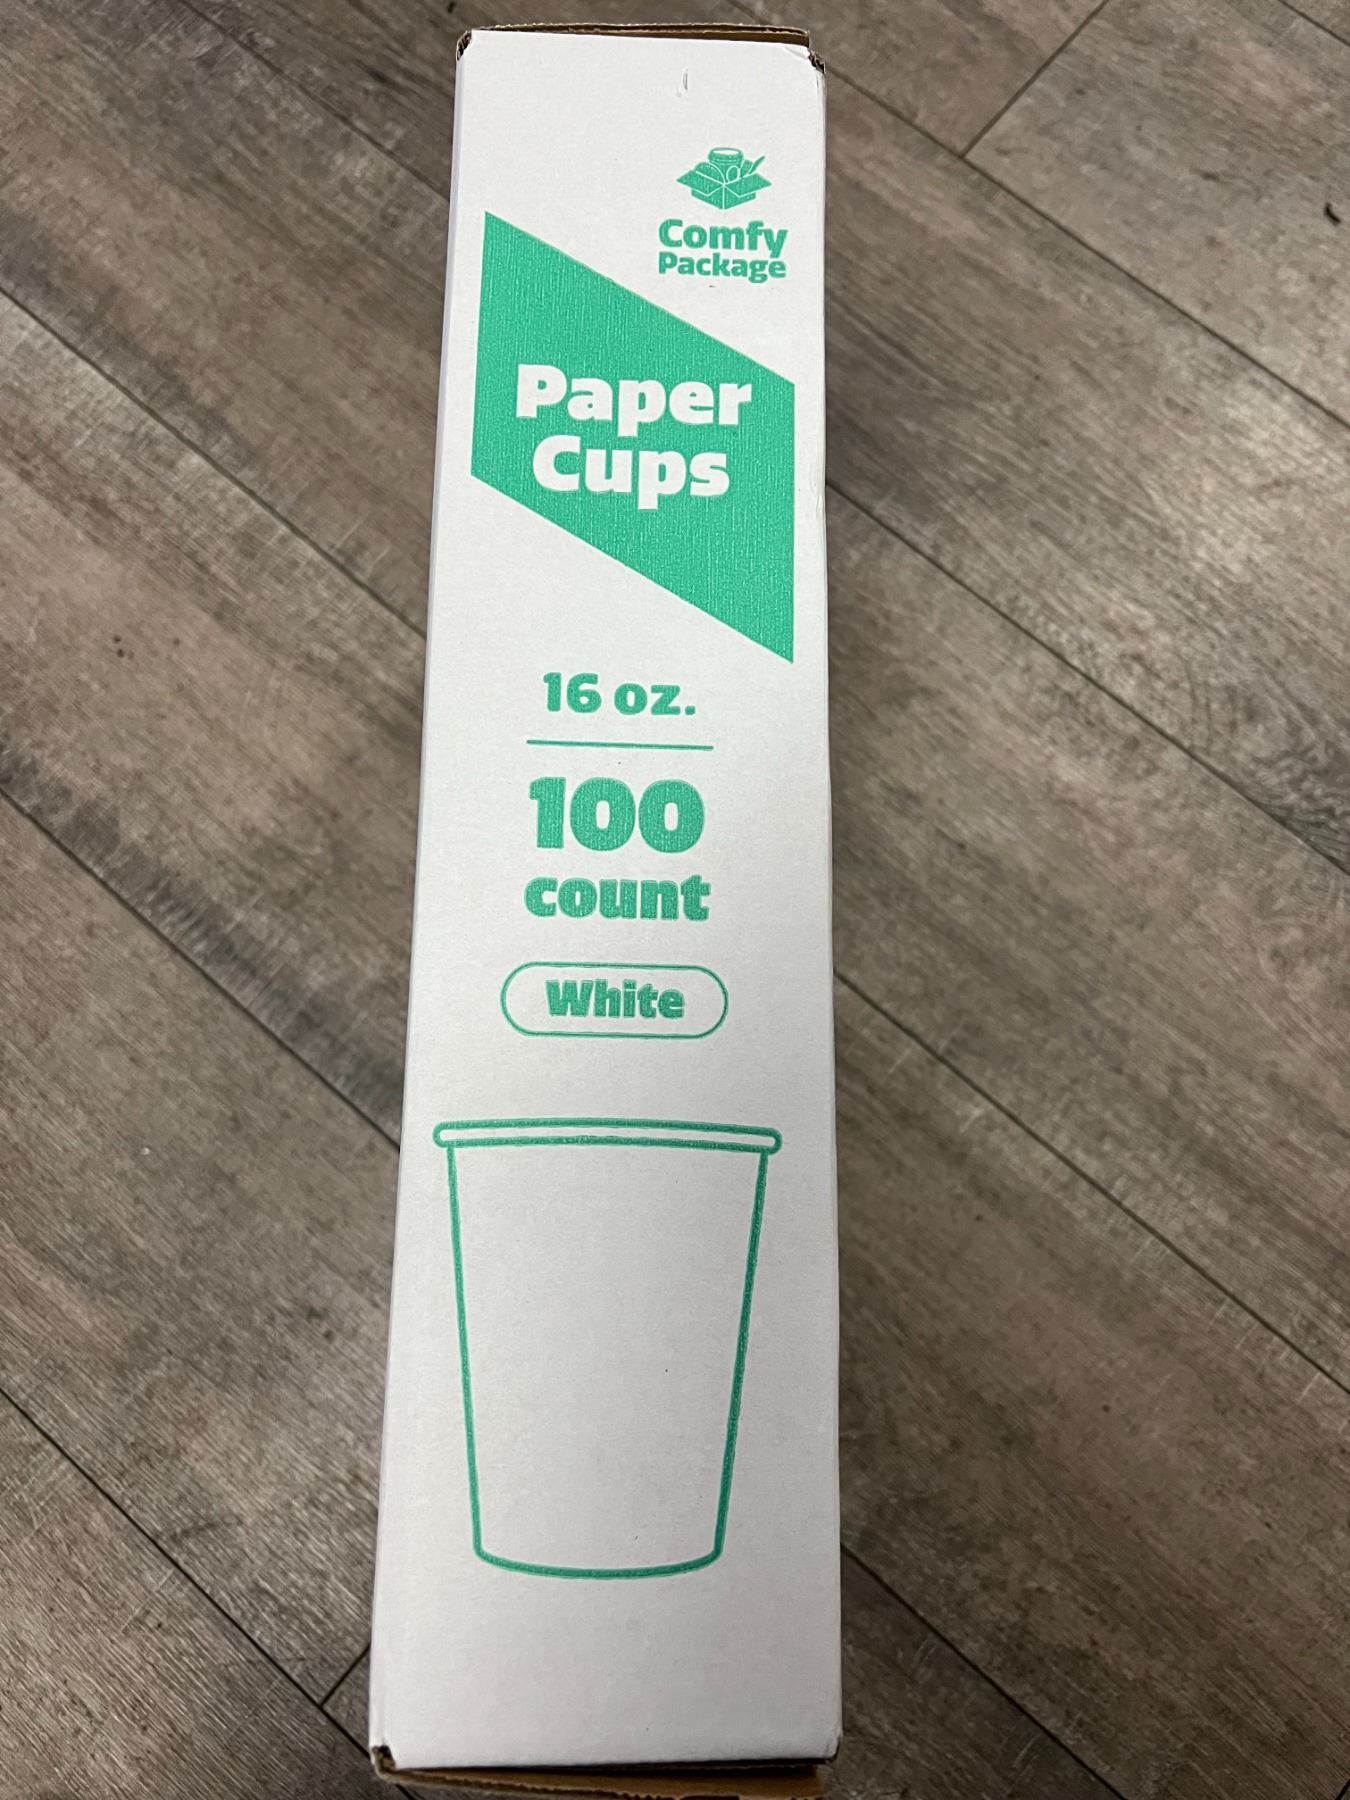 Comfy
Package
Paper
Cups
16 oz.
100
count
White